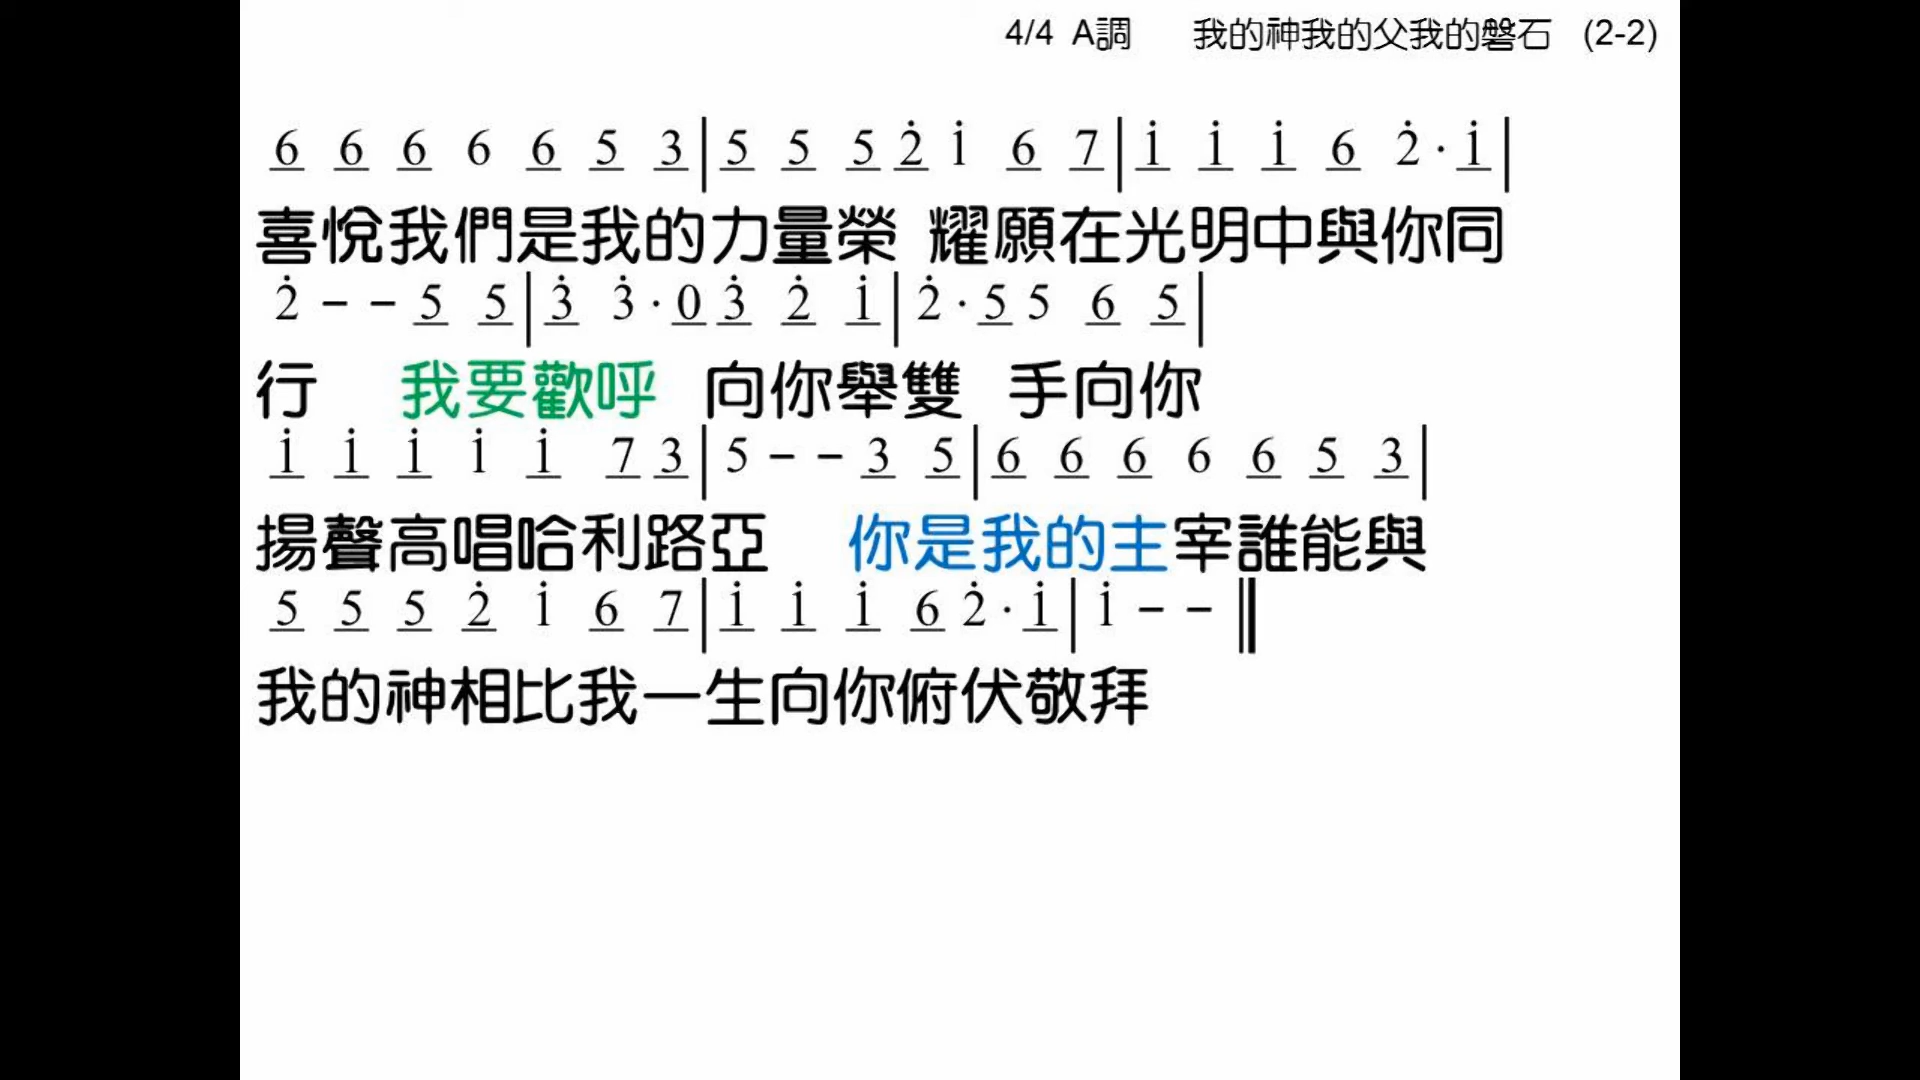 4/4 A調 我的神我的父我的磐石 (2-2)
6 6 6 6 6 5 3 | 5 5 5 2̇ 1̇ 6 7 | 1̇ 1̇ 1̇ 6 2̇ · 1̇ |
喜悅我們是我的力量榮 耀願在光明中與你同
2̇ – – 5 5 | 3̇ 3̇ · 0 3̇ 2̇ 1̇ | 2̇ · 5 5 6 5 |
行 我要歡呼 向你舉雙 手向你
1̇ 1̇ 1̇ 1̇ 1̇ 7 3 | 5 – – 3 5 | 6 6 6 6 6 5 3 |
揚聲高唱哈利路亞 你是我的主宰誰能與
5 5 5 2̇ 1̇ 6 7 | 1̇ 1̇ 1̇ 6 2̇ · 1̇ | 1̇ – – ‖
我的神相比我一生向你俯伏敬拜